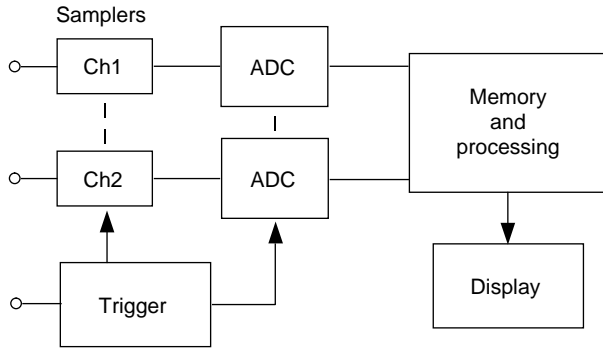 Samplers
Ch1
ADC
Memory
and
processing
Ch2
ADC
Trigger
Display